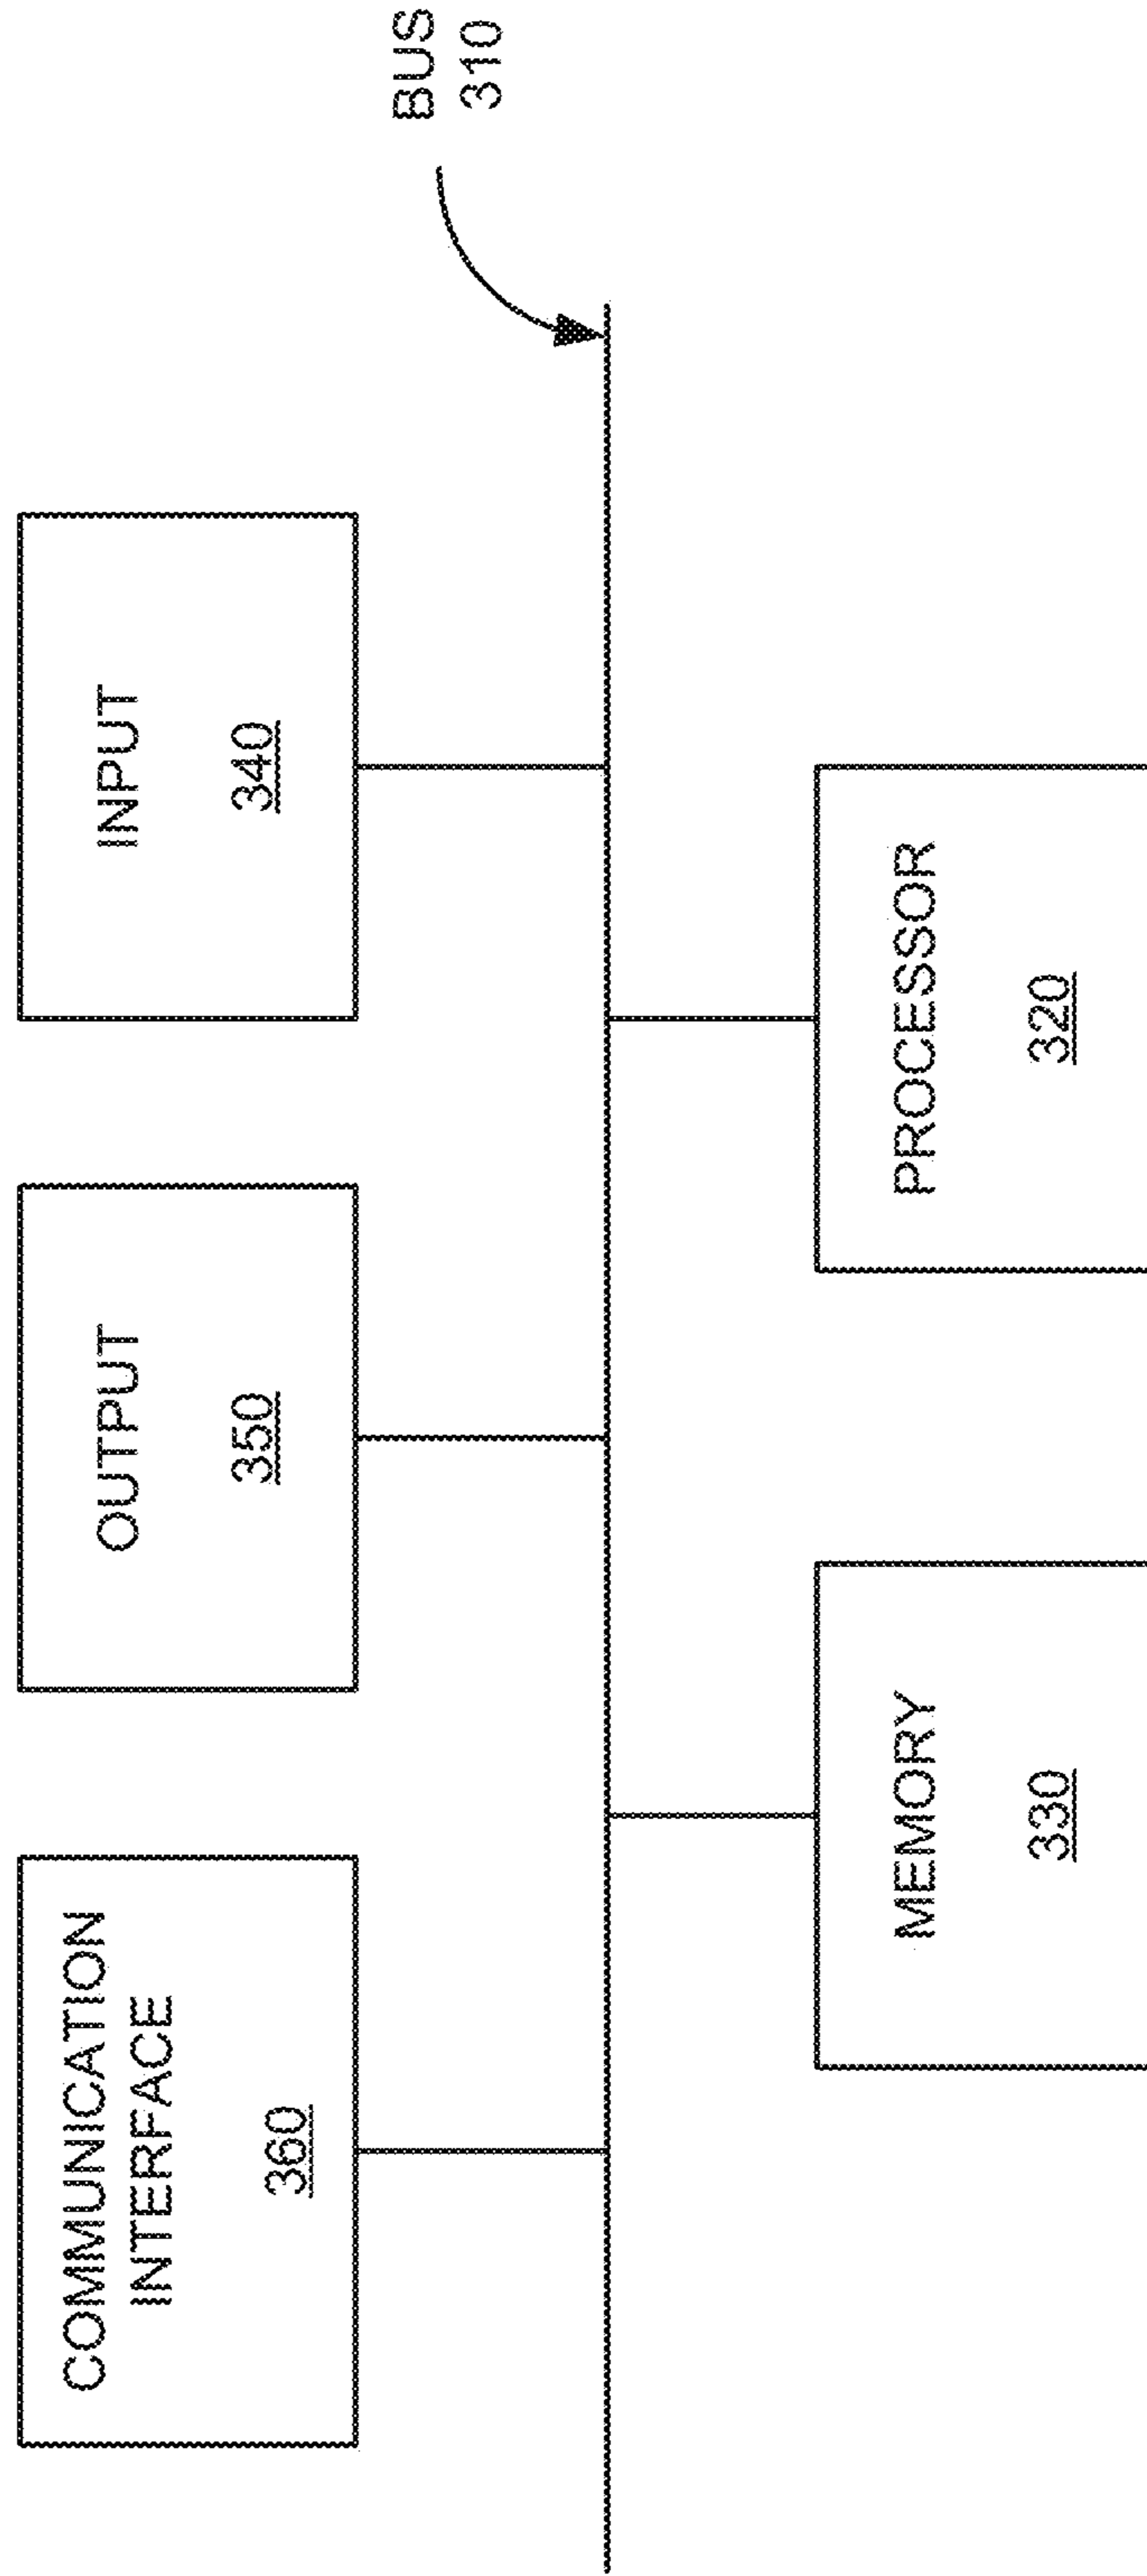 COMMUNICATION
INTERFACE
360
OUTPUT
350
INPUT
340
BUS
310
MEMORY
330
PROCESSOR
320